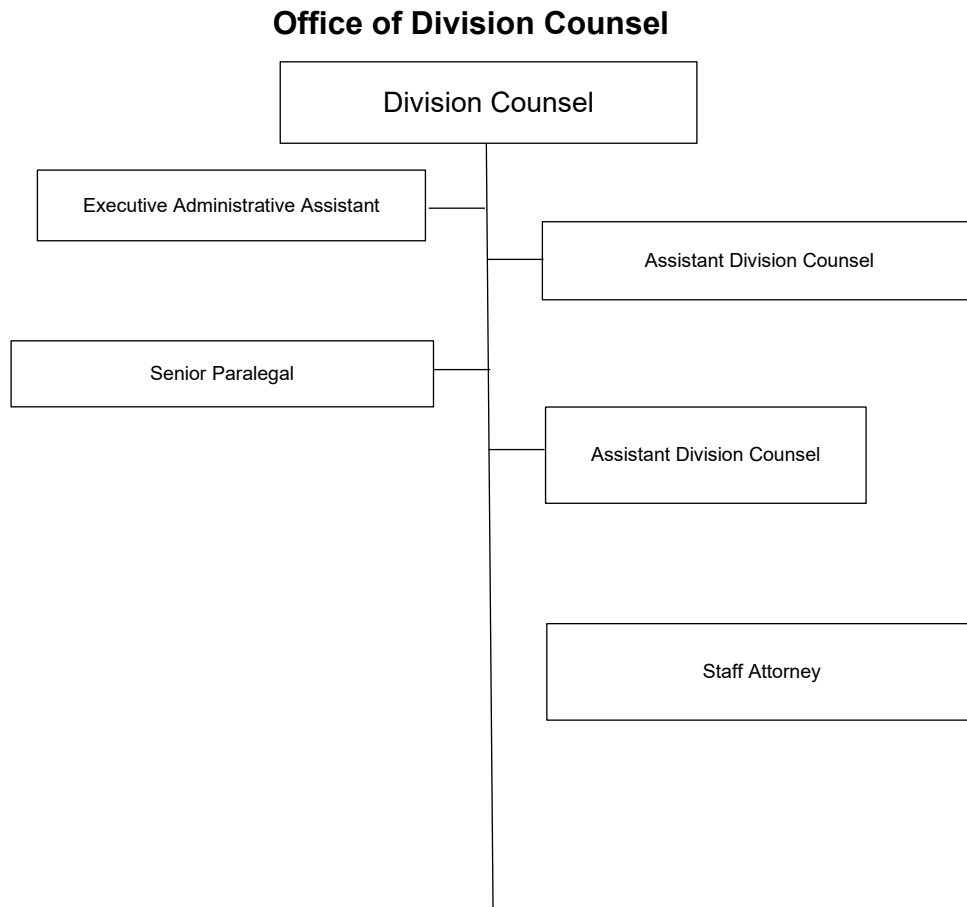 Office of Division Counsel
Division Counsel
Executive Administrative Assistant
Assistant Division Counsel
Senior Paralegal
Assistant Division Counsel
Staff Attorney